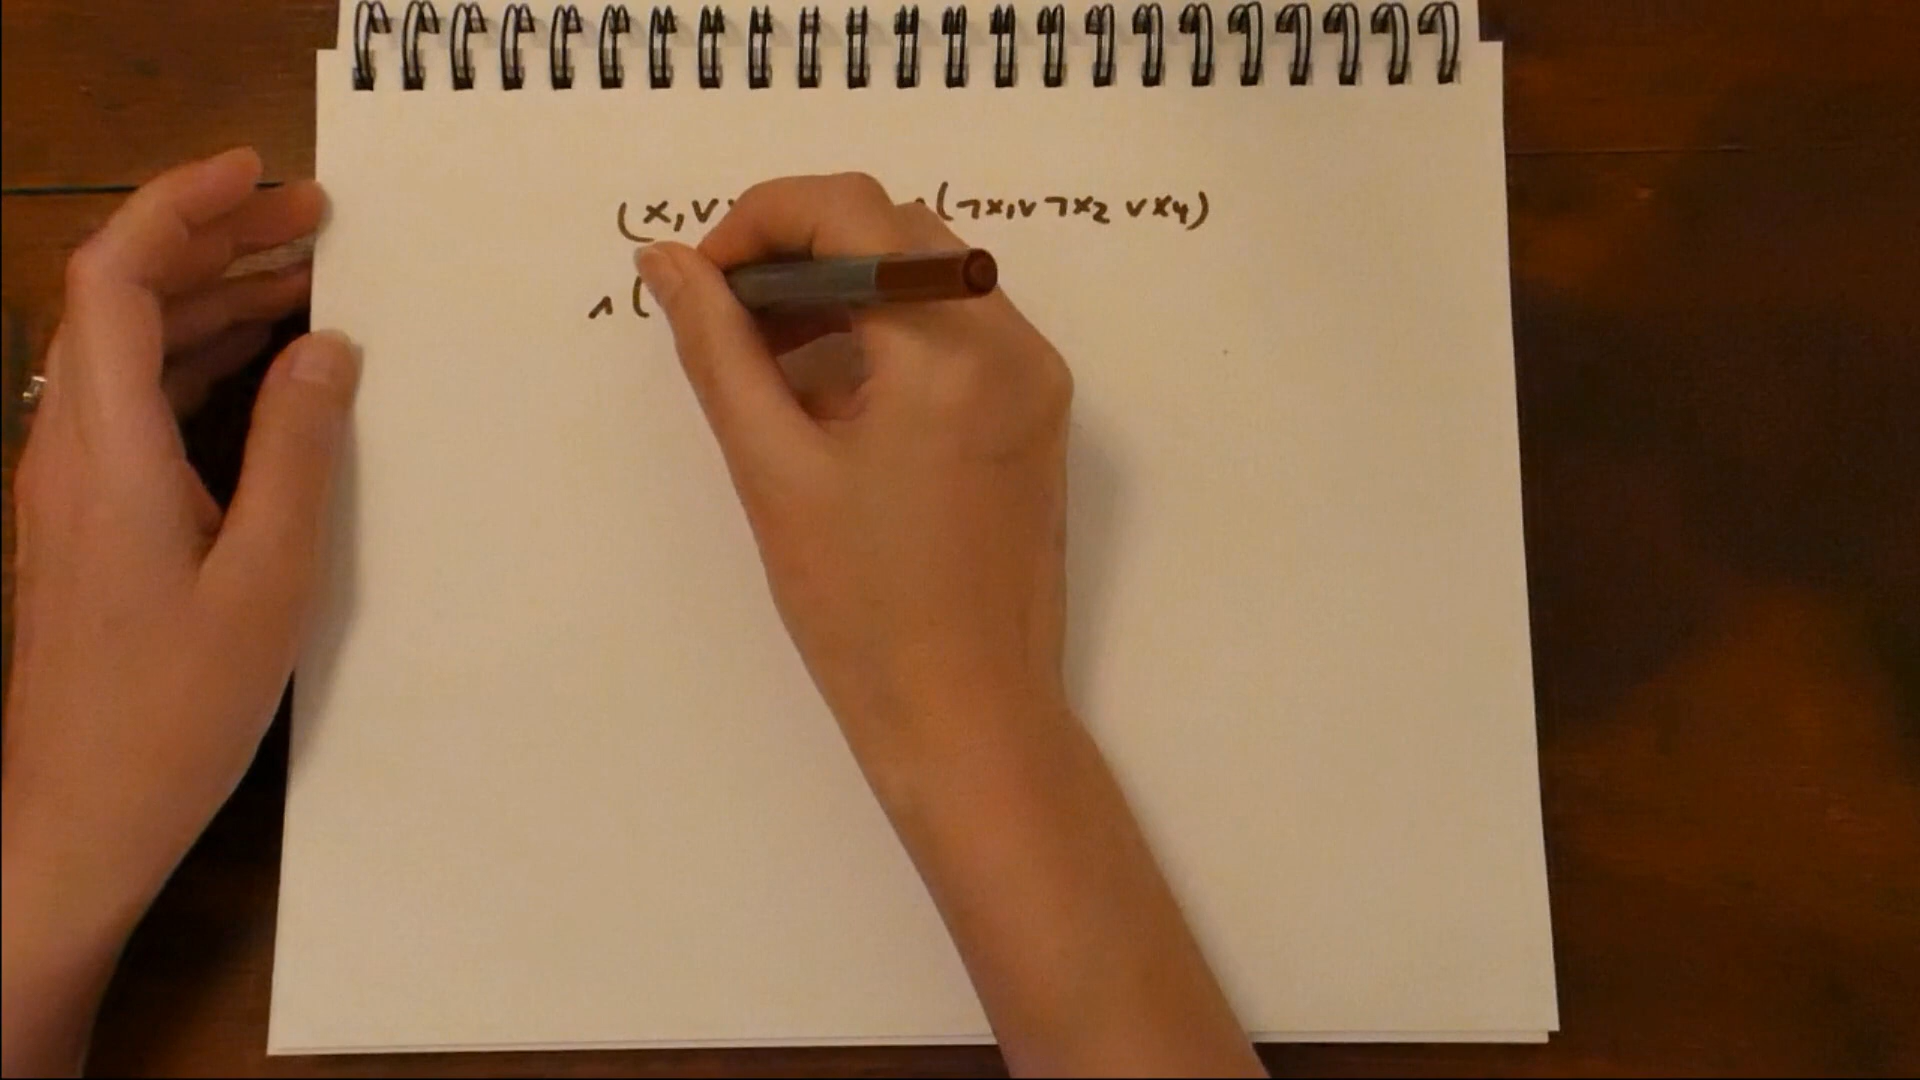 (x₁ ∨ ∧ (¬x₁ ∨ ¬x₂ ∨ x₄)
∧ (